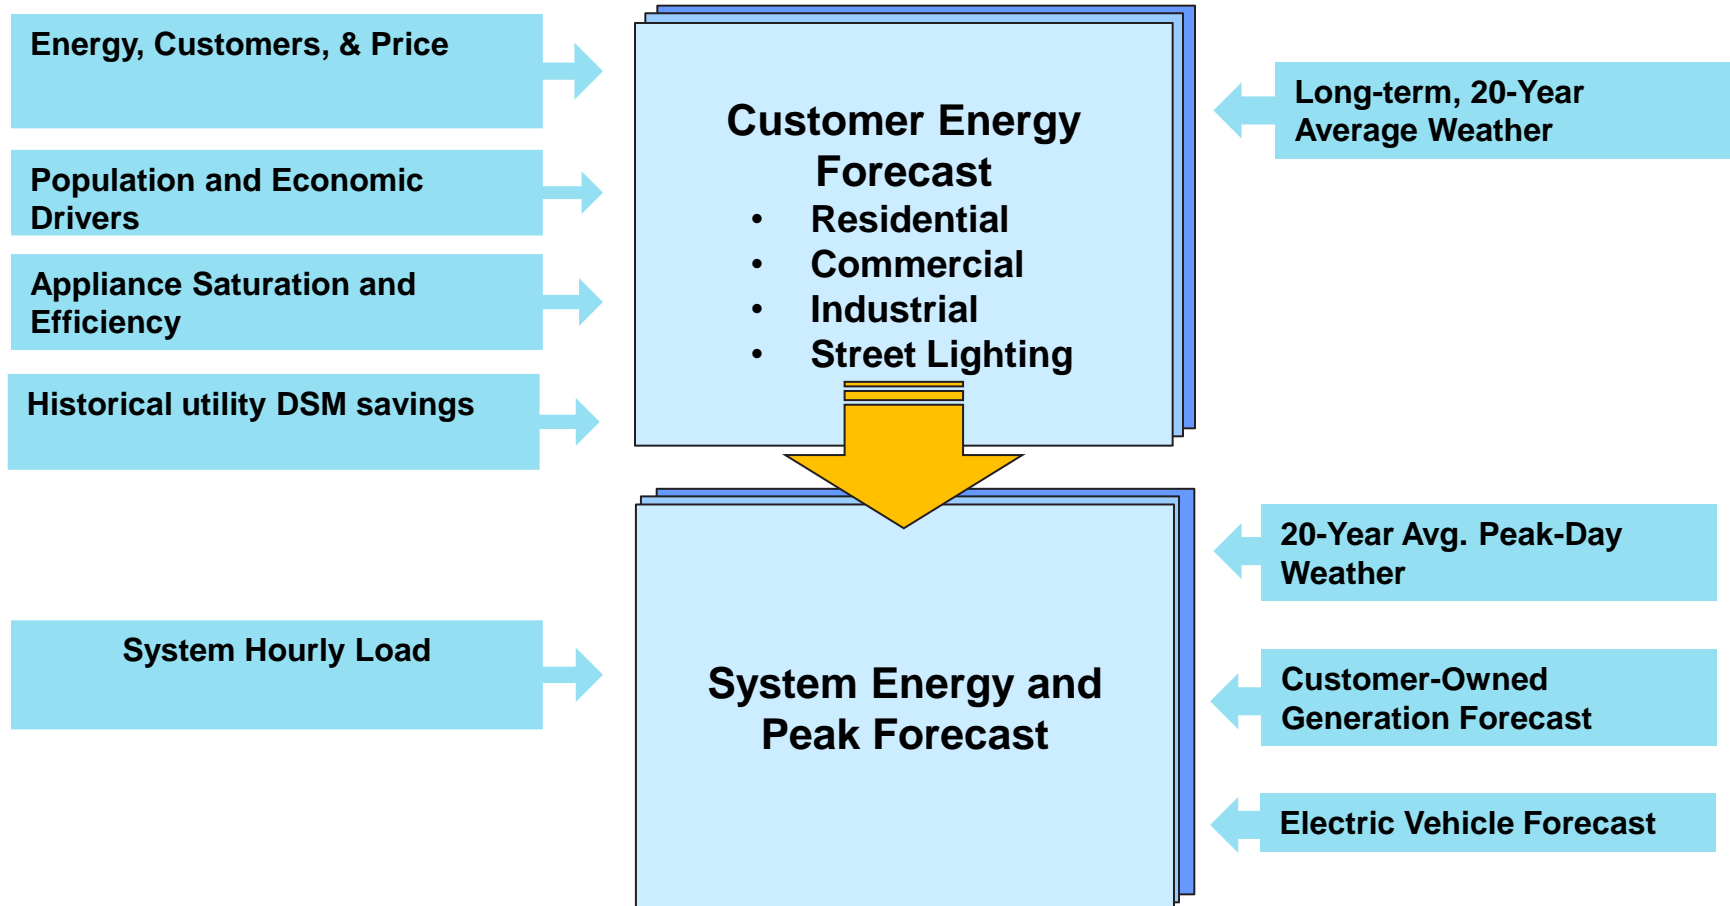 Energy, Customers, & Price
Population and Economic
Drivers
Appliance Saturation and
Efficiency
Historical utility DSM savings
Customer Energy
Forecast
• Residential
• Commercial
• Industrial
• Street Lighting
Long-term, 20-Year
Average Weather
System Hourly Load
System Energy and
Peak Forecast
20-Year Avg. Peak-Day
Weather
Customer-Owned
Generation Forecast
Electric Vehicle Forecast